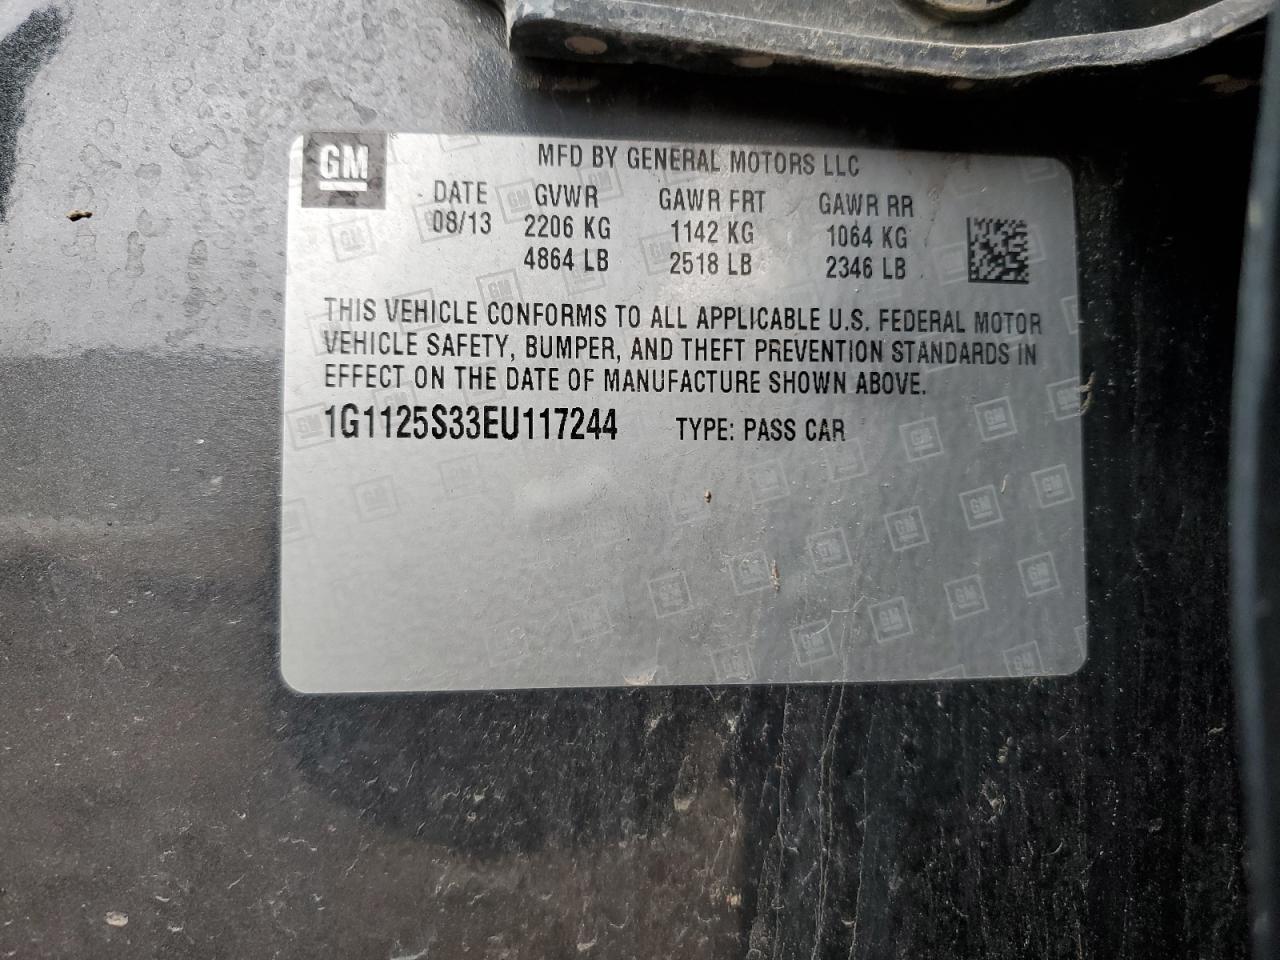 GM
MFD BY GENERAL MOTORS LLC
DATE GVWR GAWR FRT GAWR RR
08/13 2206 KG 1142 KG 1064 KG
4864 LB 2518 LB 2346 LB
THIS VEHICLE CONFORMS TO ALL APPLICABLE U.S. FEDERAL MOTOR
VEHICLE SAFETY, BUMPER, AND THEFT PREVENTION STANDARDS IN
EFFECT ON THE DATE OF MANUFACTURE SHOWN ABOVE.
1G1125S33EU117244 TYPE: PASS CAR